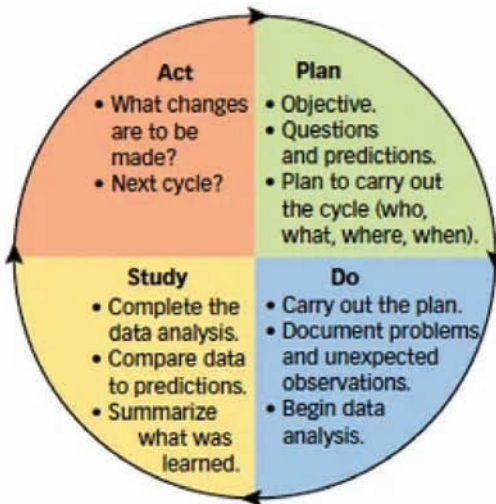 Act
• What changes
are to be
made?
• Next cycle?
Plan
• Objective.
• Questions
and predictions.
• Plan to carry out
the cycle (who,
what, where, when).
Study
• Complete the
data analysis.
• Compare data
to predictions.
• Summarize
what was
learned.
Do
• Carry out the plan.
• Document problems
and unexpected
observations.
• Begin data
analysis.